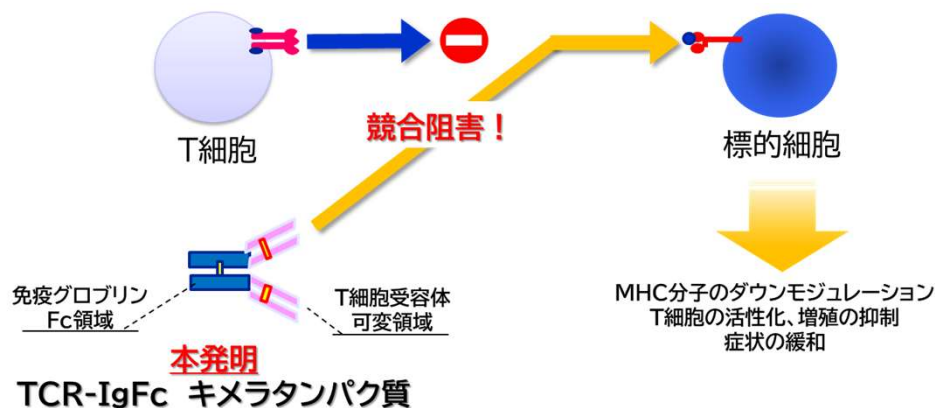 T細胞
競合阻害！
標的細胞
免疫グロブリン
Fc領域
T細胞受容体
可変領域
MHC分子のダウンモジュレーション
T細胞の活性化、増殖の抑制
症状の緩和
本発明
TCR-IgFc キメラタンパク質